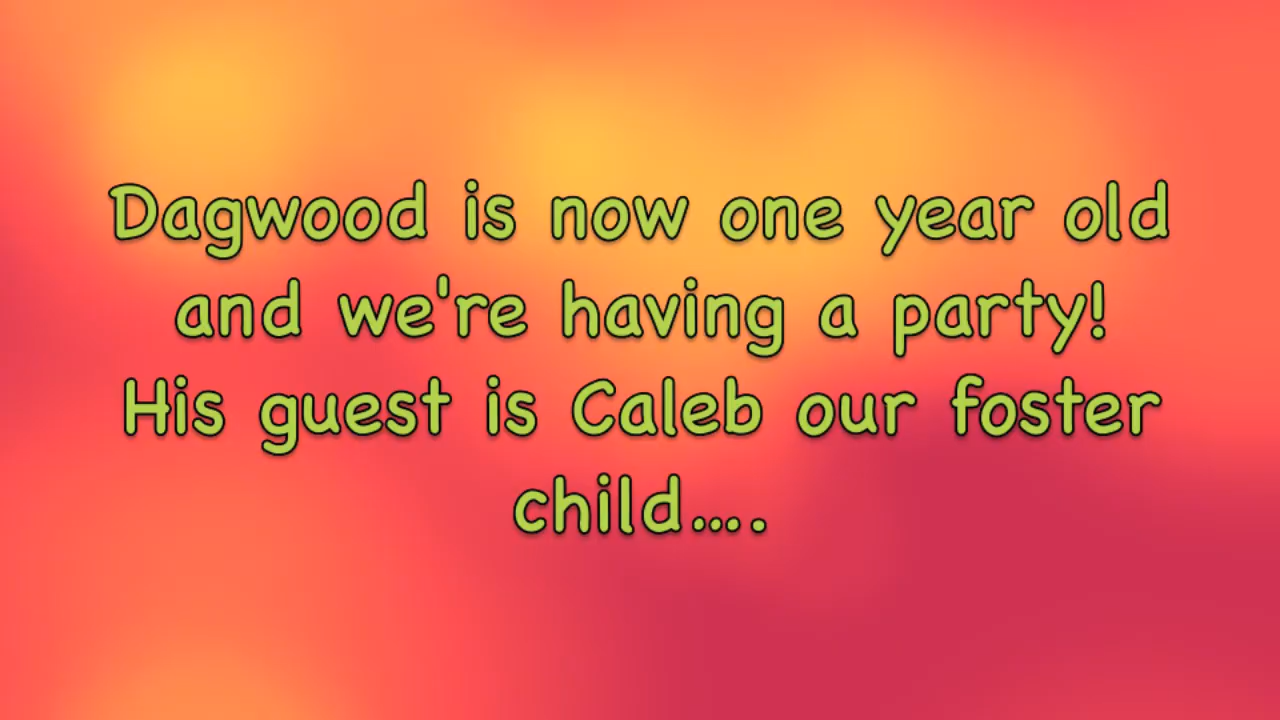 Dagwood is now one year old
and we're having a party!
His guest is Caleb our foster
child….